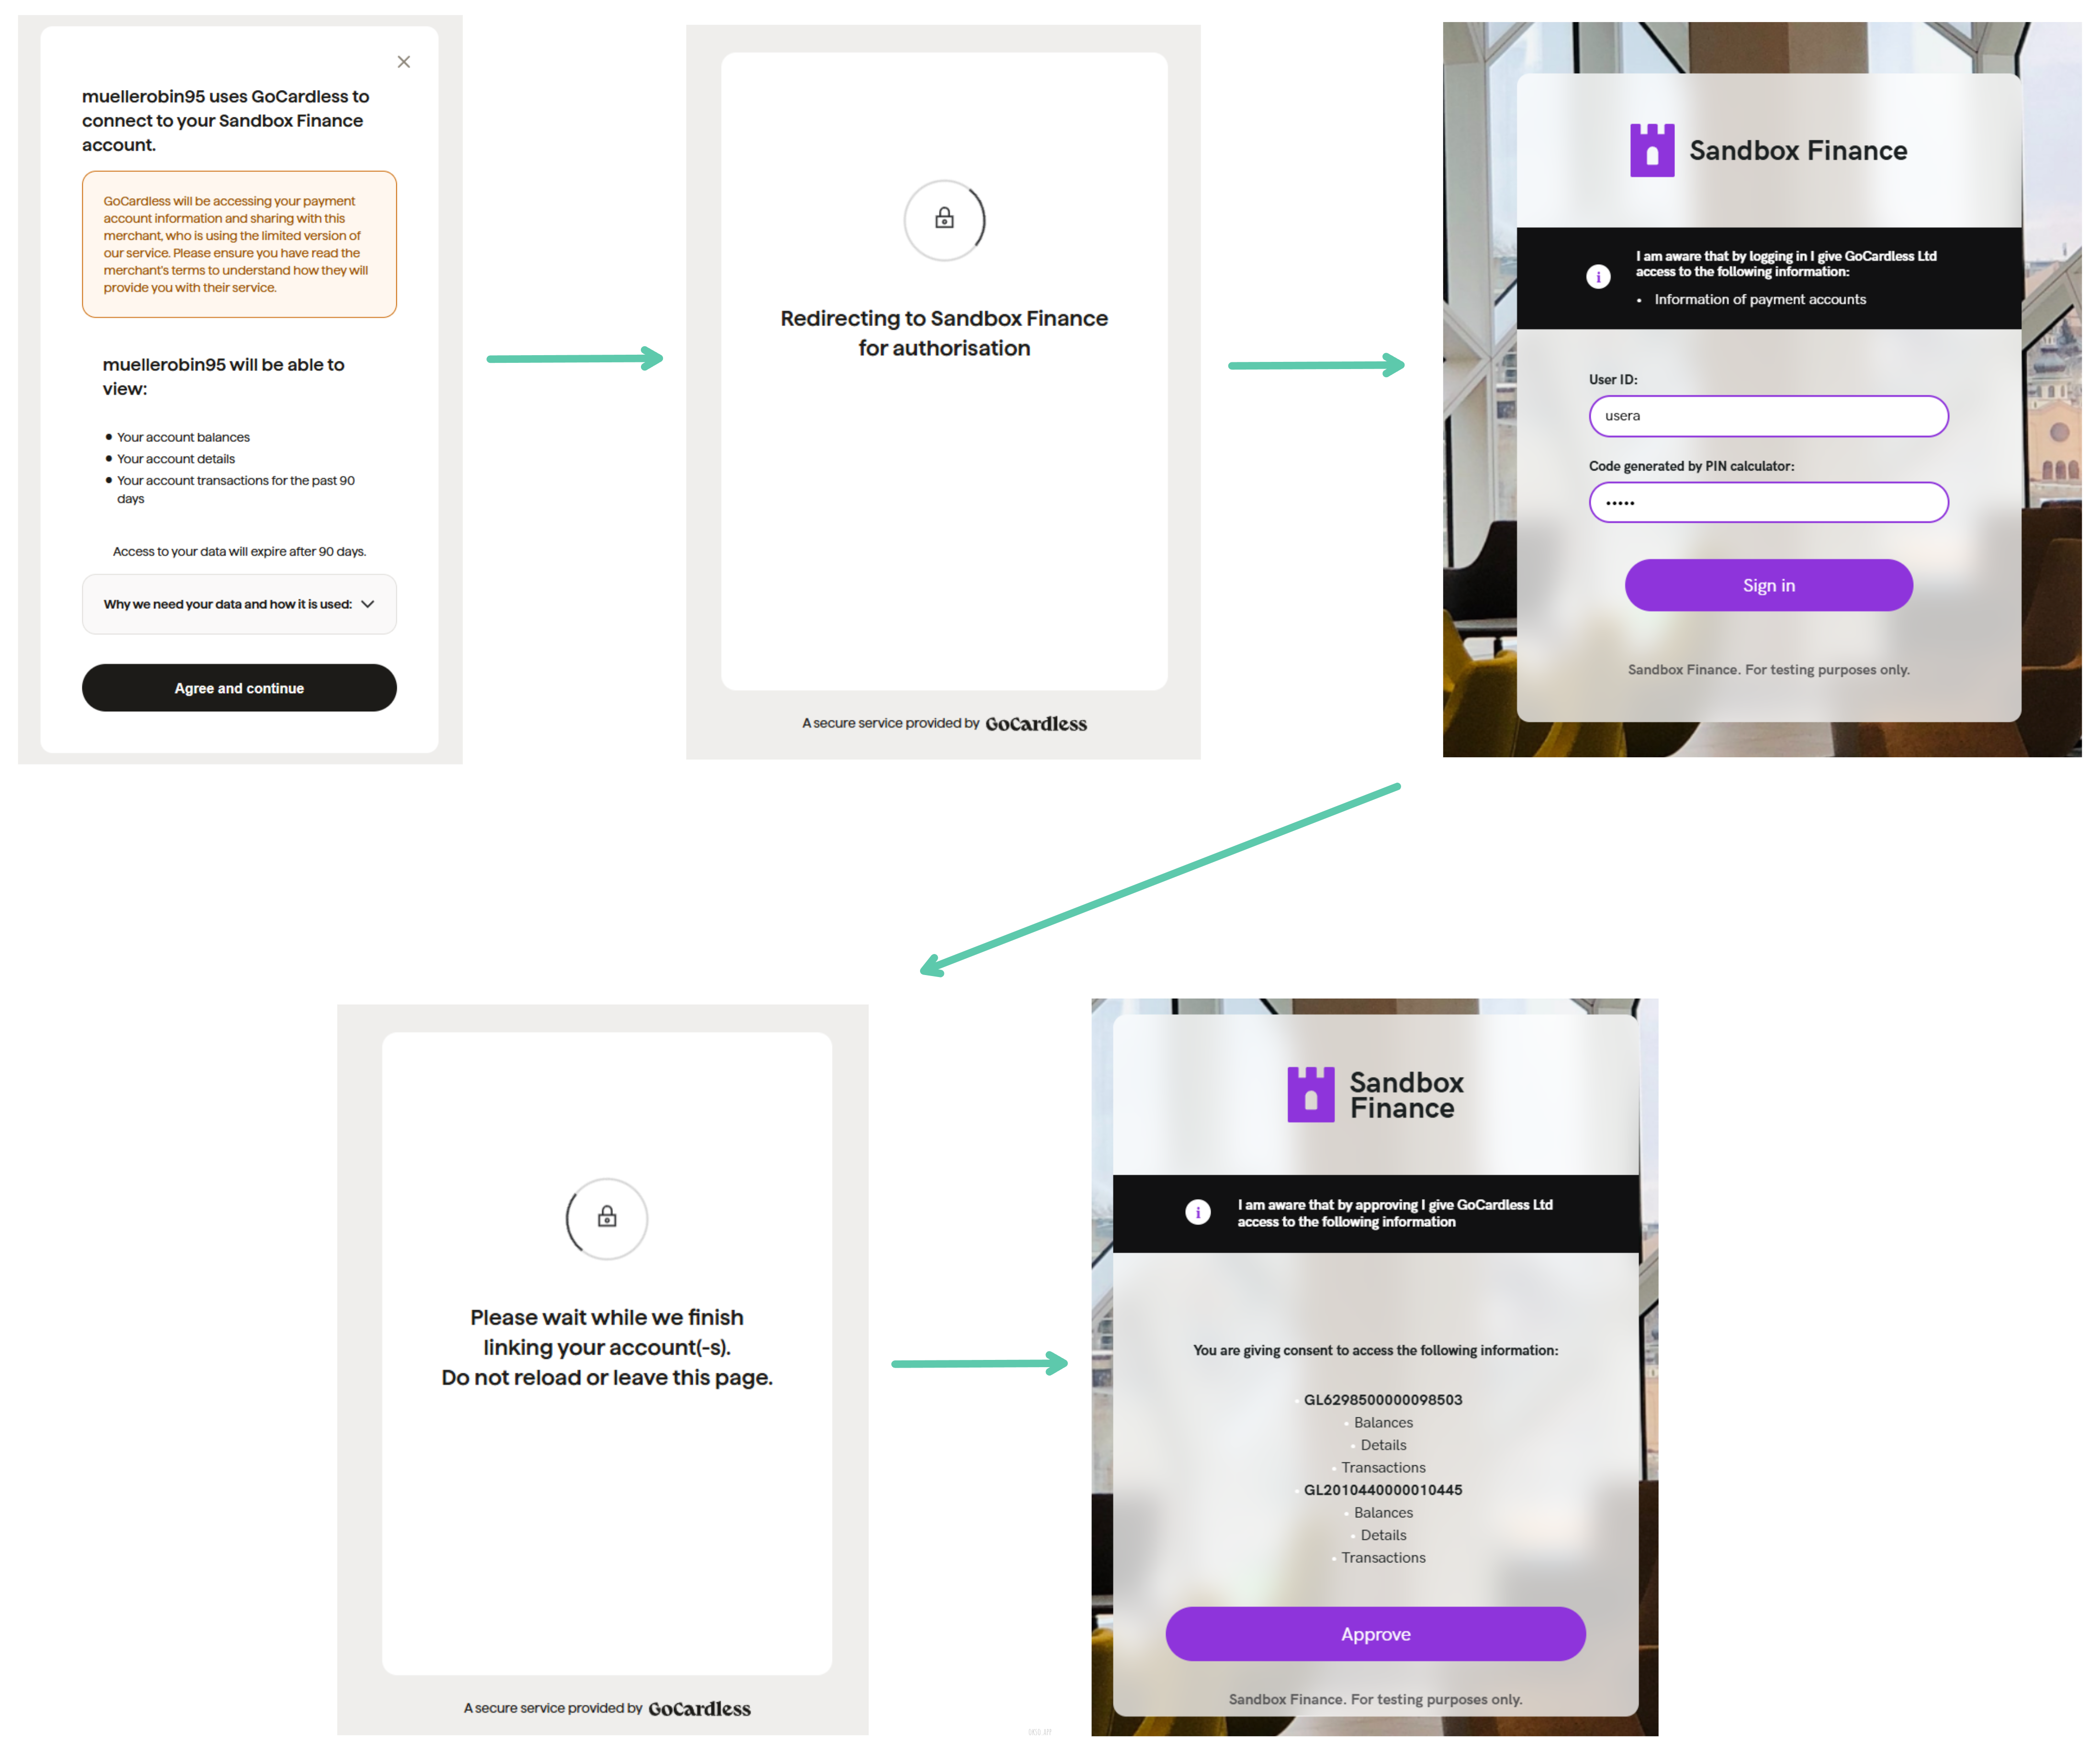 muellerobin95 uses GoCardless to
connect to your Sandbox Finance
account.
GoCardless will be accessing your payment
account information and sharing with this
merchant, who is using the limited version of
our service. Please ensure you have read the
merchant's terms to understand how they will
provide you with their service.
muellerobin95 will be able to
view:
• Your account balances
• Your account details
• Your account transactions for the past 90
days
Access to your data will expire after 90 days.
Why we need your data and how it is used:
Agree and continue
Redirecting to Sandbox Finance
for authorisation
A secure service provided by GoCardless
Sandbox Finance
I am aware that by logging in I give GoCardless Ltd
access to the following information:
• Information of payment accounts
User ID:
usera
Code generated by PIN calculator:
•••••
Sign in
Sandbox Finance. For testing purposes only.
Please wait while we finish
linking your account(-s).
Do not reload or leave this page.
A secure service provided by GoCardless
Sandbox
Finance
I am aware that by approving I give GoCardless Ltd
access to the following information
You are giving consent to access the following information:
• GL6298500000098503
• Balances
• Details
• Transactions
• GL2010440000010445
• Balances
• Details
• Transactions
Approve
Sandbox Finance. For testing purposes only.